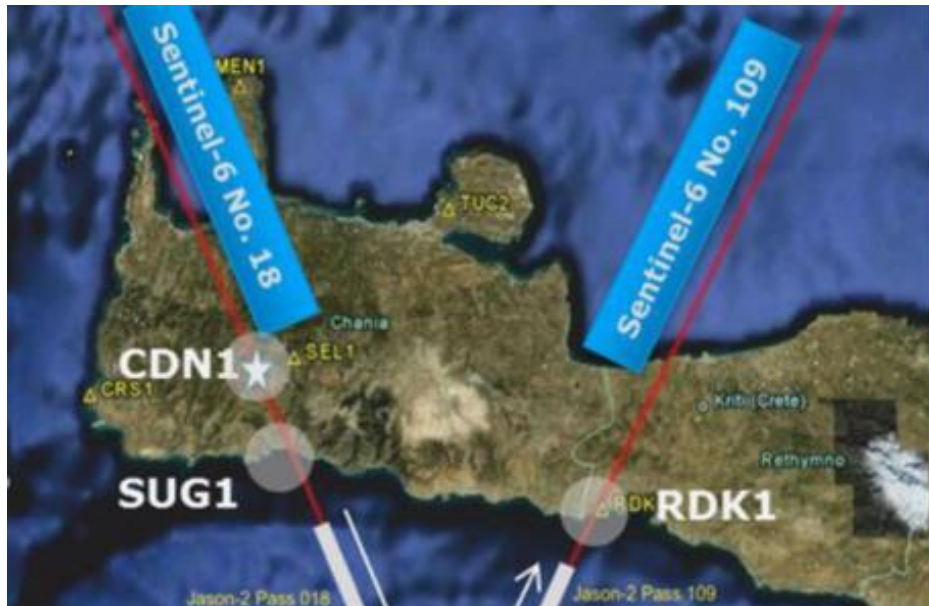 Sentinel-6 No. 18
Sentinel-6 No. 109
MEN1
TUC2
Chania
CDN1
SEL1
CRS1
Kriti (Crete)
Rethymno
SUG1
RDK
RDK1
Jason-2 Pass 018
Jason-2 Pass 109